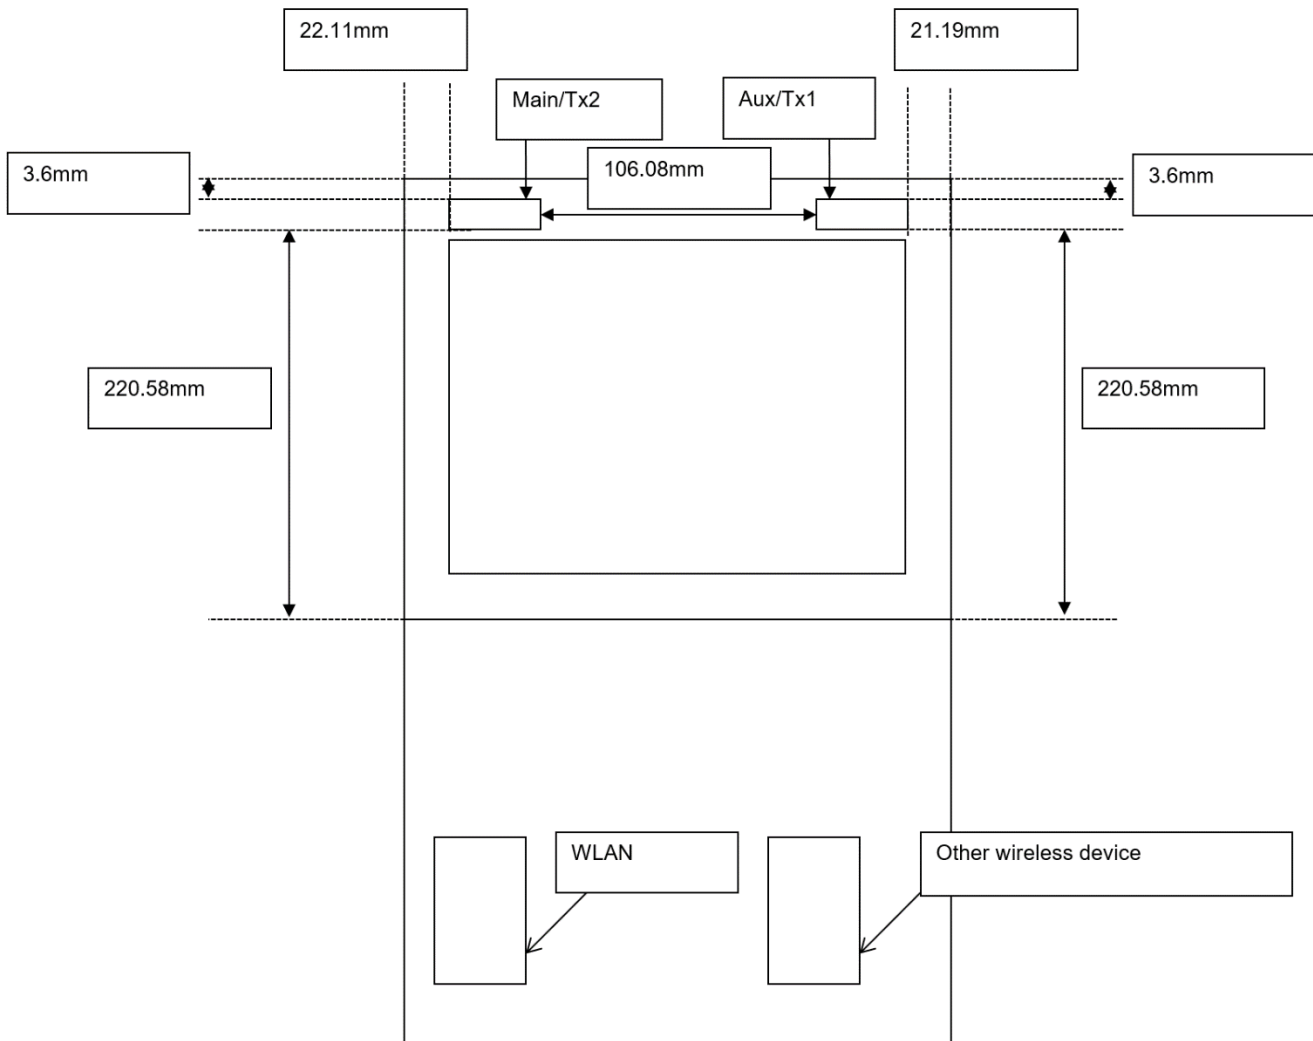 22.11mm
21.19mm
Main/Tx2
Aux/Tx1
3.6mm
106.08mm
3.6mm
220.58mm
220.58mm
WLAN
Other wireless device